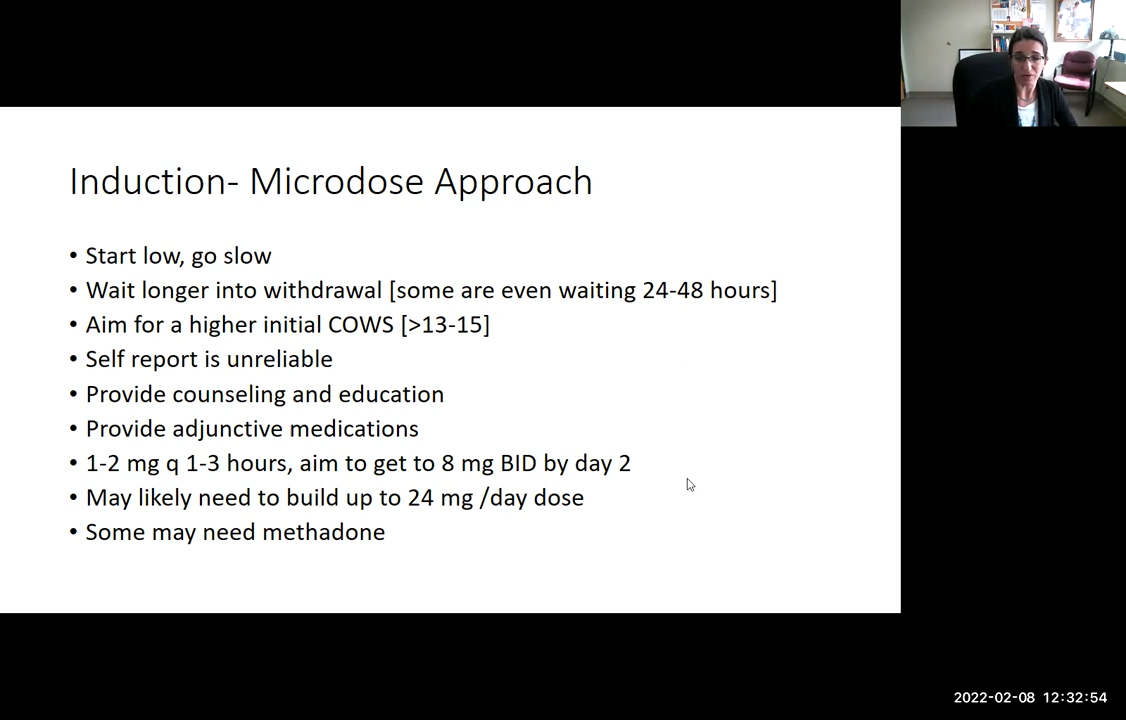 Induction- Microdose Approach
• Start low, go slow
• Wait longer into withdrawal [some are even waiting 24-48 hours]
• Aim for a higher initial COWS [>13-15]
• Self report is unreliable
• Provide counseling and education
• Provide adjunctive medications
• 1-2 mg q 1-3 hours, aim to get to 8 mg BID by day 2
• May likely need to build up to 24 mg /day dose
• Some may need methadone
2022-02-08 12:32:54